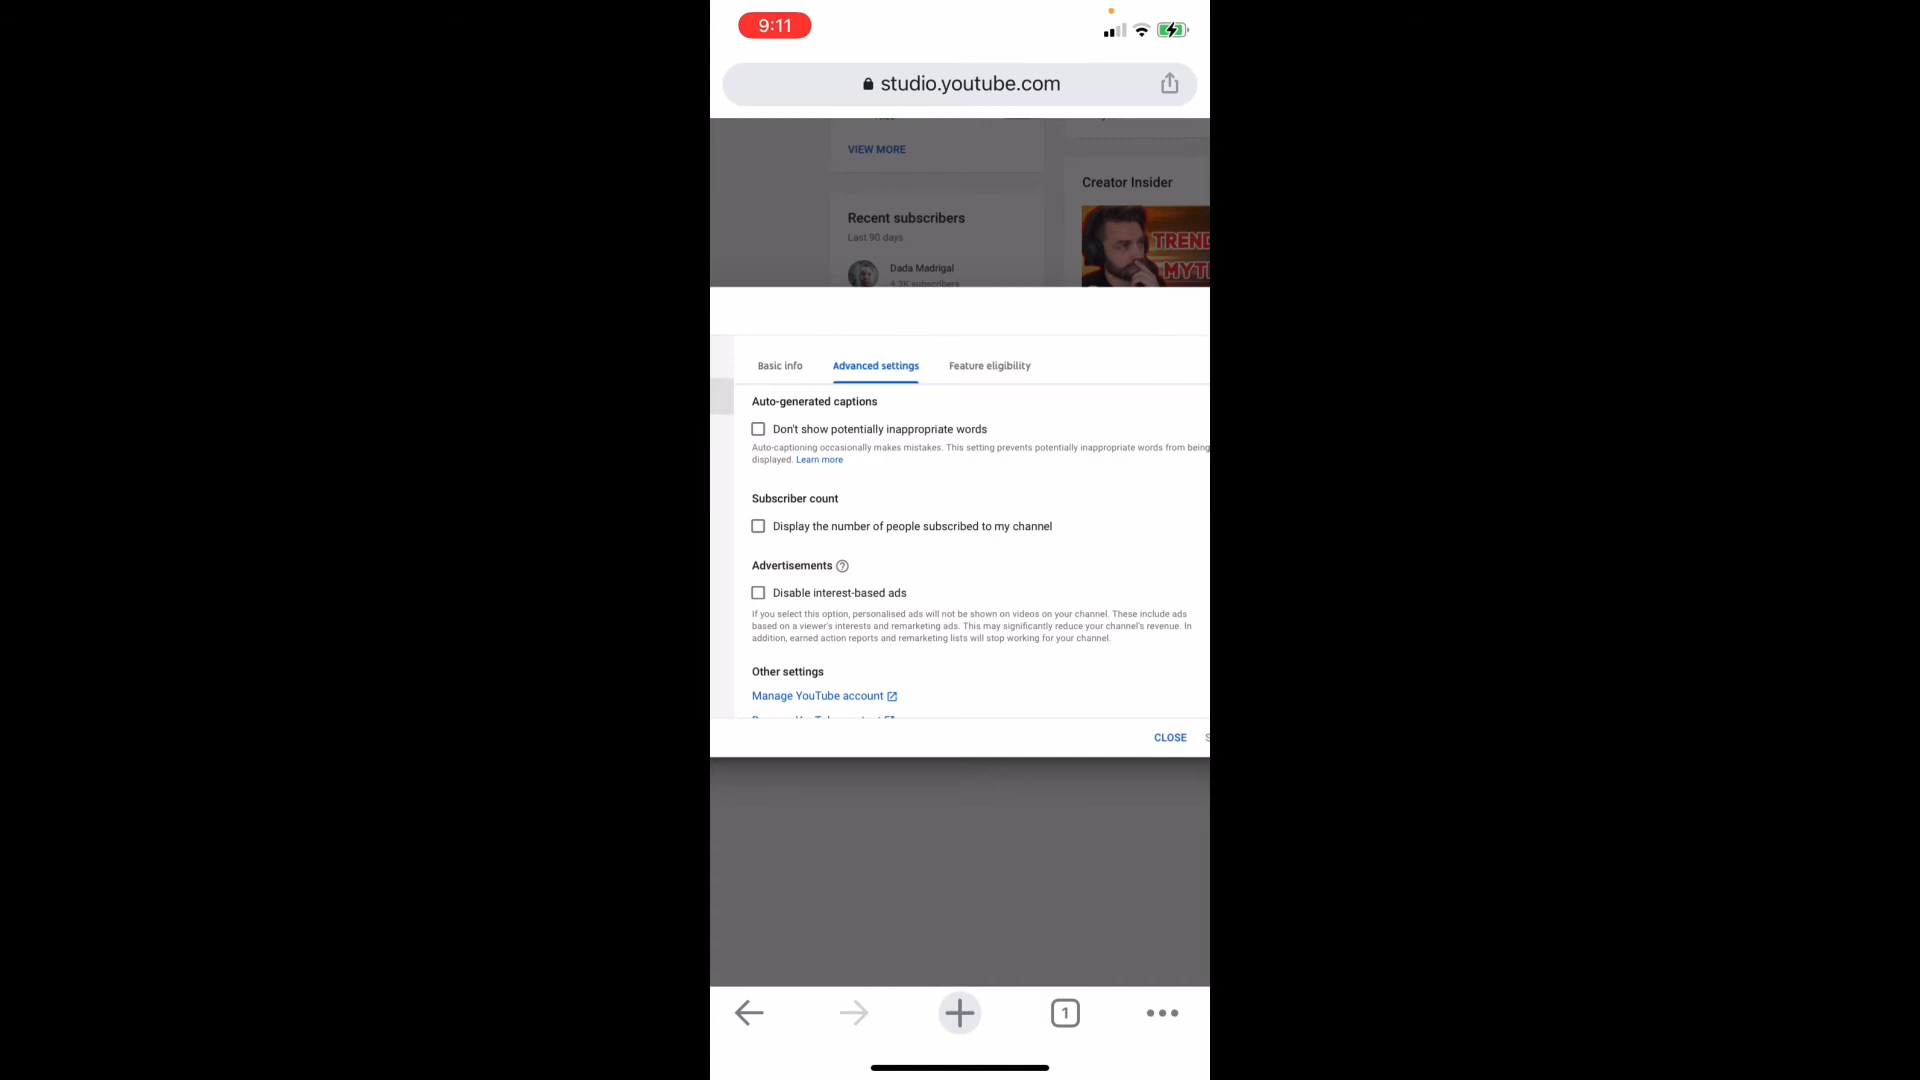 9:11
studio.youtube.com
VIEW MORE
Creator Insider
TREND
MYTH
Recent subscribers
Last 90 days
Dada Madrigal
4.3K subscribers
Basic info
Advanced settings
Feature eligibility
Auto-generated captions
Don't show potentially inappropriate words
Auto-captioning occasionally makes mistakes. This setting prevents potentially inappropriate words from being
displayed. Learn more
Subscriber count
Display the number of people subscribed to my channel
Advertisements ?
Disable interest-based ads
If you select this option, personalised ads will not be shown on videos on your channel. These include ads
based on a viewer's interests and remarketing ads. This may significantly reduce your channel's revenue. In
addition, earned action reports and remarketing lists will stop working for your channel.
Other settings
Manage YouTube account
CLOSE
1